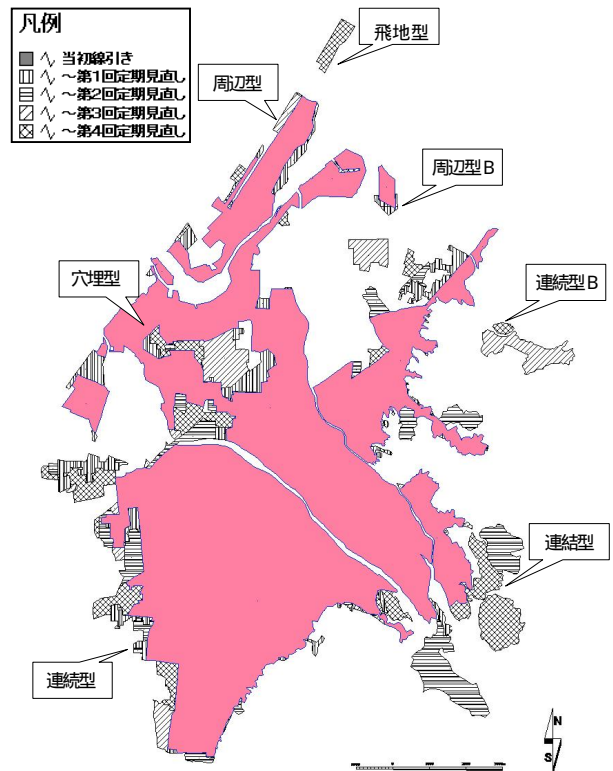 凡例
当初線引き
～第1回定期見直し
～第2回定期見直し
～第3回定期見直し
～第4回定期見直し
飛地型
周辺型
周辺型B
穴埋型
連続型B
連結型
連続型
N
S